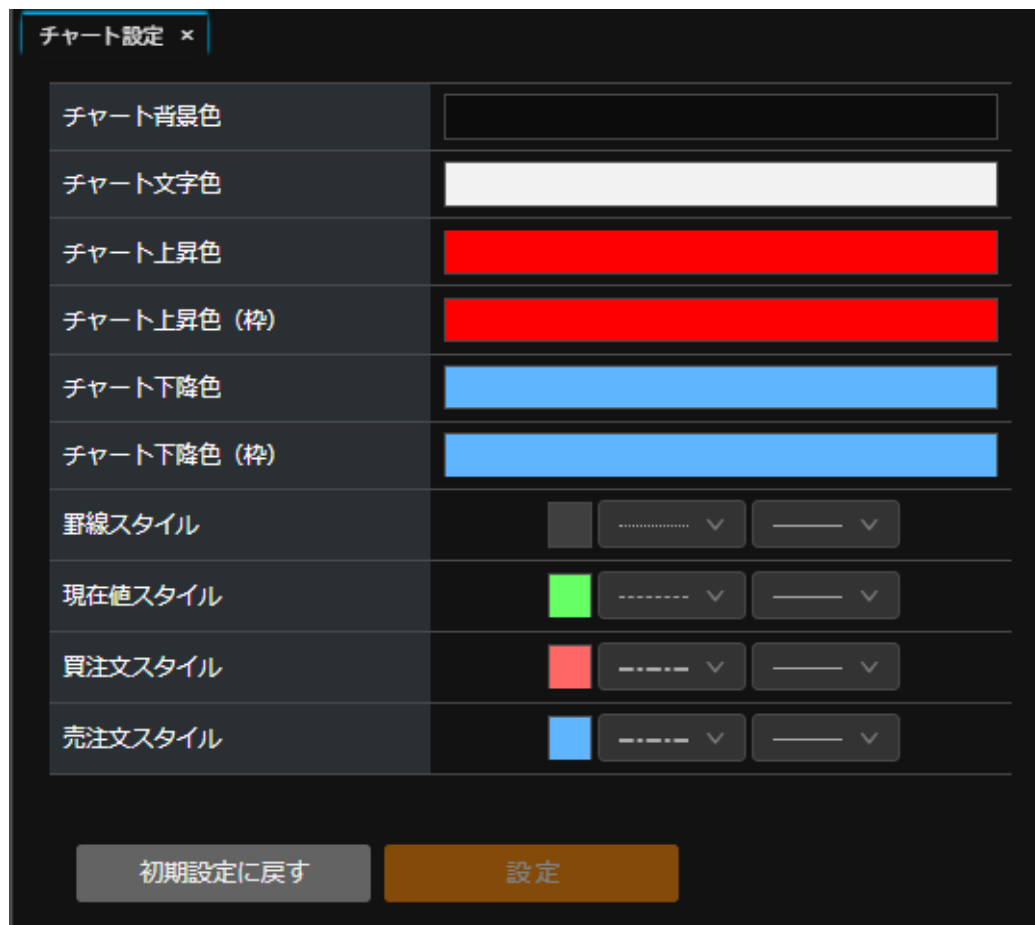 チャート設定 ×
チャート背景色
チャート文字色
チャート上昇色
チャート上昇色（枠）
チャート下降色
チャート下降色（枠）
罫線スタイル
現在値スタイル
買注文スタイル
売注文スタイル
初期設定に戻す 設定